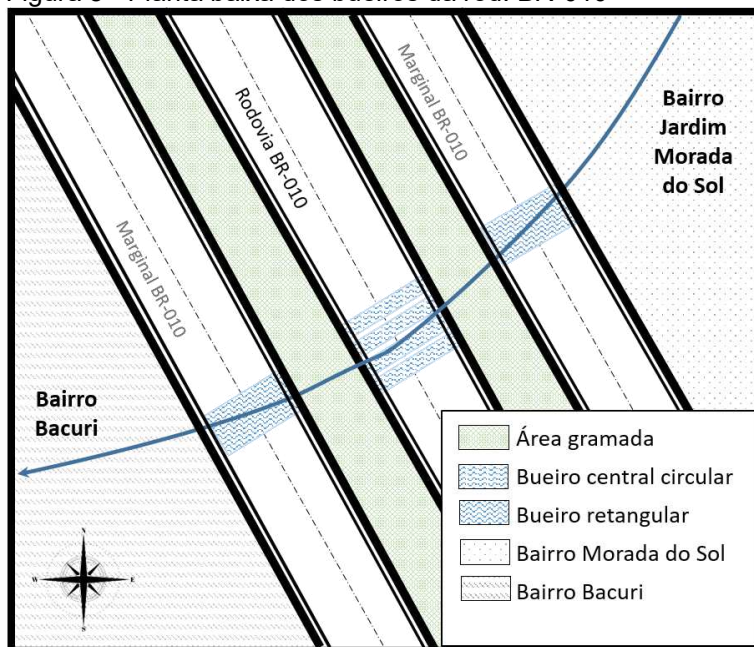 Bairro
Jardim
Morada
do Sol
Marginal BR-010
Rodovia BR-010
Marginal BR-010
Bairro
Bacuri
Área gramada
Bueiro central circular
Bueiro retangular
Bairro Morada do Sol
Bairro Bacuri
N
W
E
S